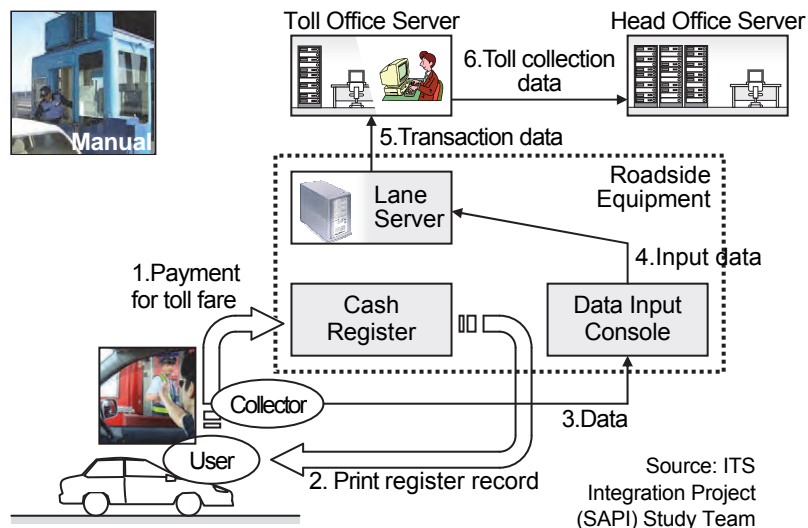 Toll Office Server
Head Office Server
6.Toll collection
data
Manual
5.Transaction data
Roadside
Equipment
Lane
Server
4.Input data
1.Payment
for toll fare
Cash
Register
Data Input
Console
Collector
3.Data
User
2. Print register record
Source: ITS
Integration Project
(SAPI) Study Team